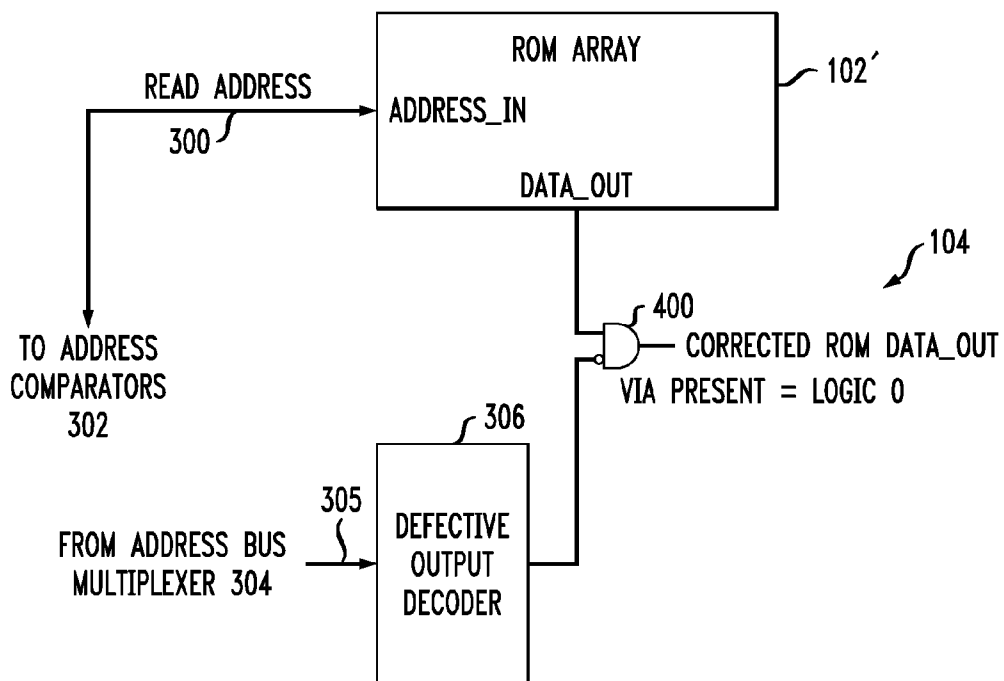 ROM ARRAY
102′
READ ADDRESS
300
ADDRESS_IN
DATA_OUT
104
400
TO ADDRESS
COMPARATORS
302
CORRECTED ROM DATA_OUT
VIA PRESENT = LOGIC 0
306
305
FROM ADDRESS BUS
MULTIPLEXER 304
DEFECTIVE
OUTPUT
DECODER